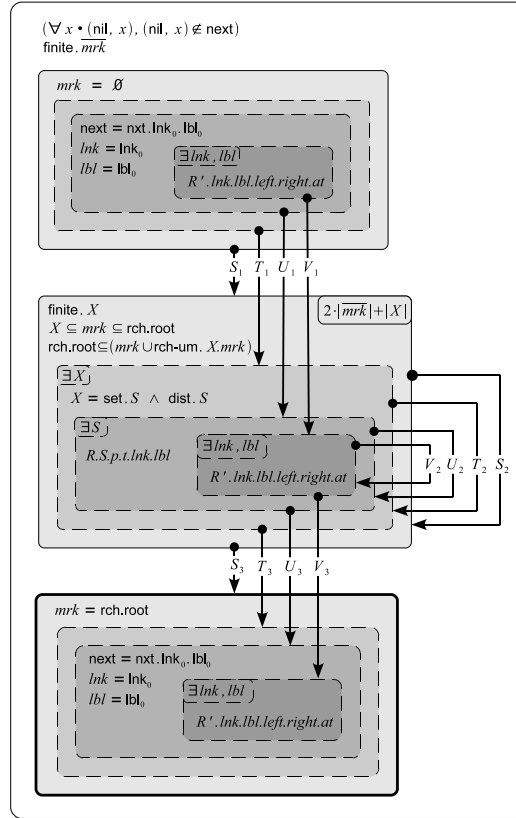 (∀ x • (nil, x), (nil, x) ∉ next)
finite. m̅r̅k̅
mrk = Ø
next = nxt.lnk₀.lbl₀
lnk = lnk₀
lbl = lbl₀
∃lnk, lbl
R'.lnk.lbl.left.right.at
S₁ T₁ U₁ V₁
finite. X
2·|m̅r̅k̅|+|X|
X ⊆ mrk ⊆ rch.root
rch.root⊆(mrk ∪rch-um. X.mrk)
∃X
X = set.S ∧ dist. S
∃S
R.S.p.t.lnk.lbl
∃lnk, lbl
R'.lnk.lbl.left.right.at
V₂ U₂ T₂ S₂
S₃ T₃ U₃ V₃
mrk = rch.root
next = nxt.lnk₀.lbl₀
lnk = lnk₀
lbl = lbl₀
∃lnk, lbl
R'.lnk.lbl.left.right.at